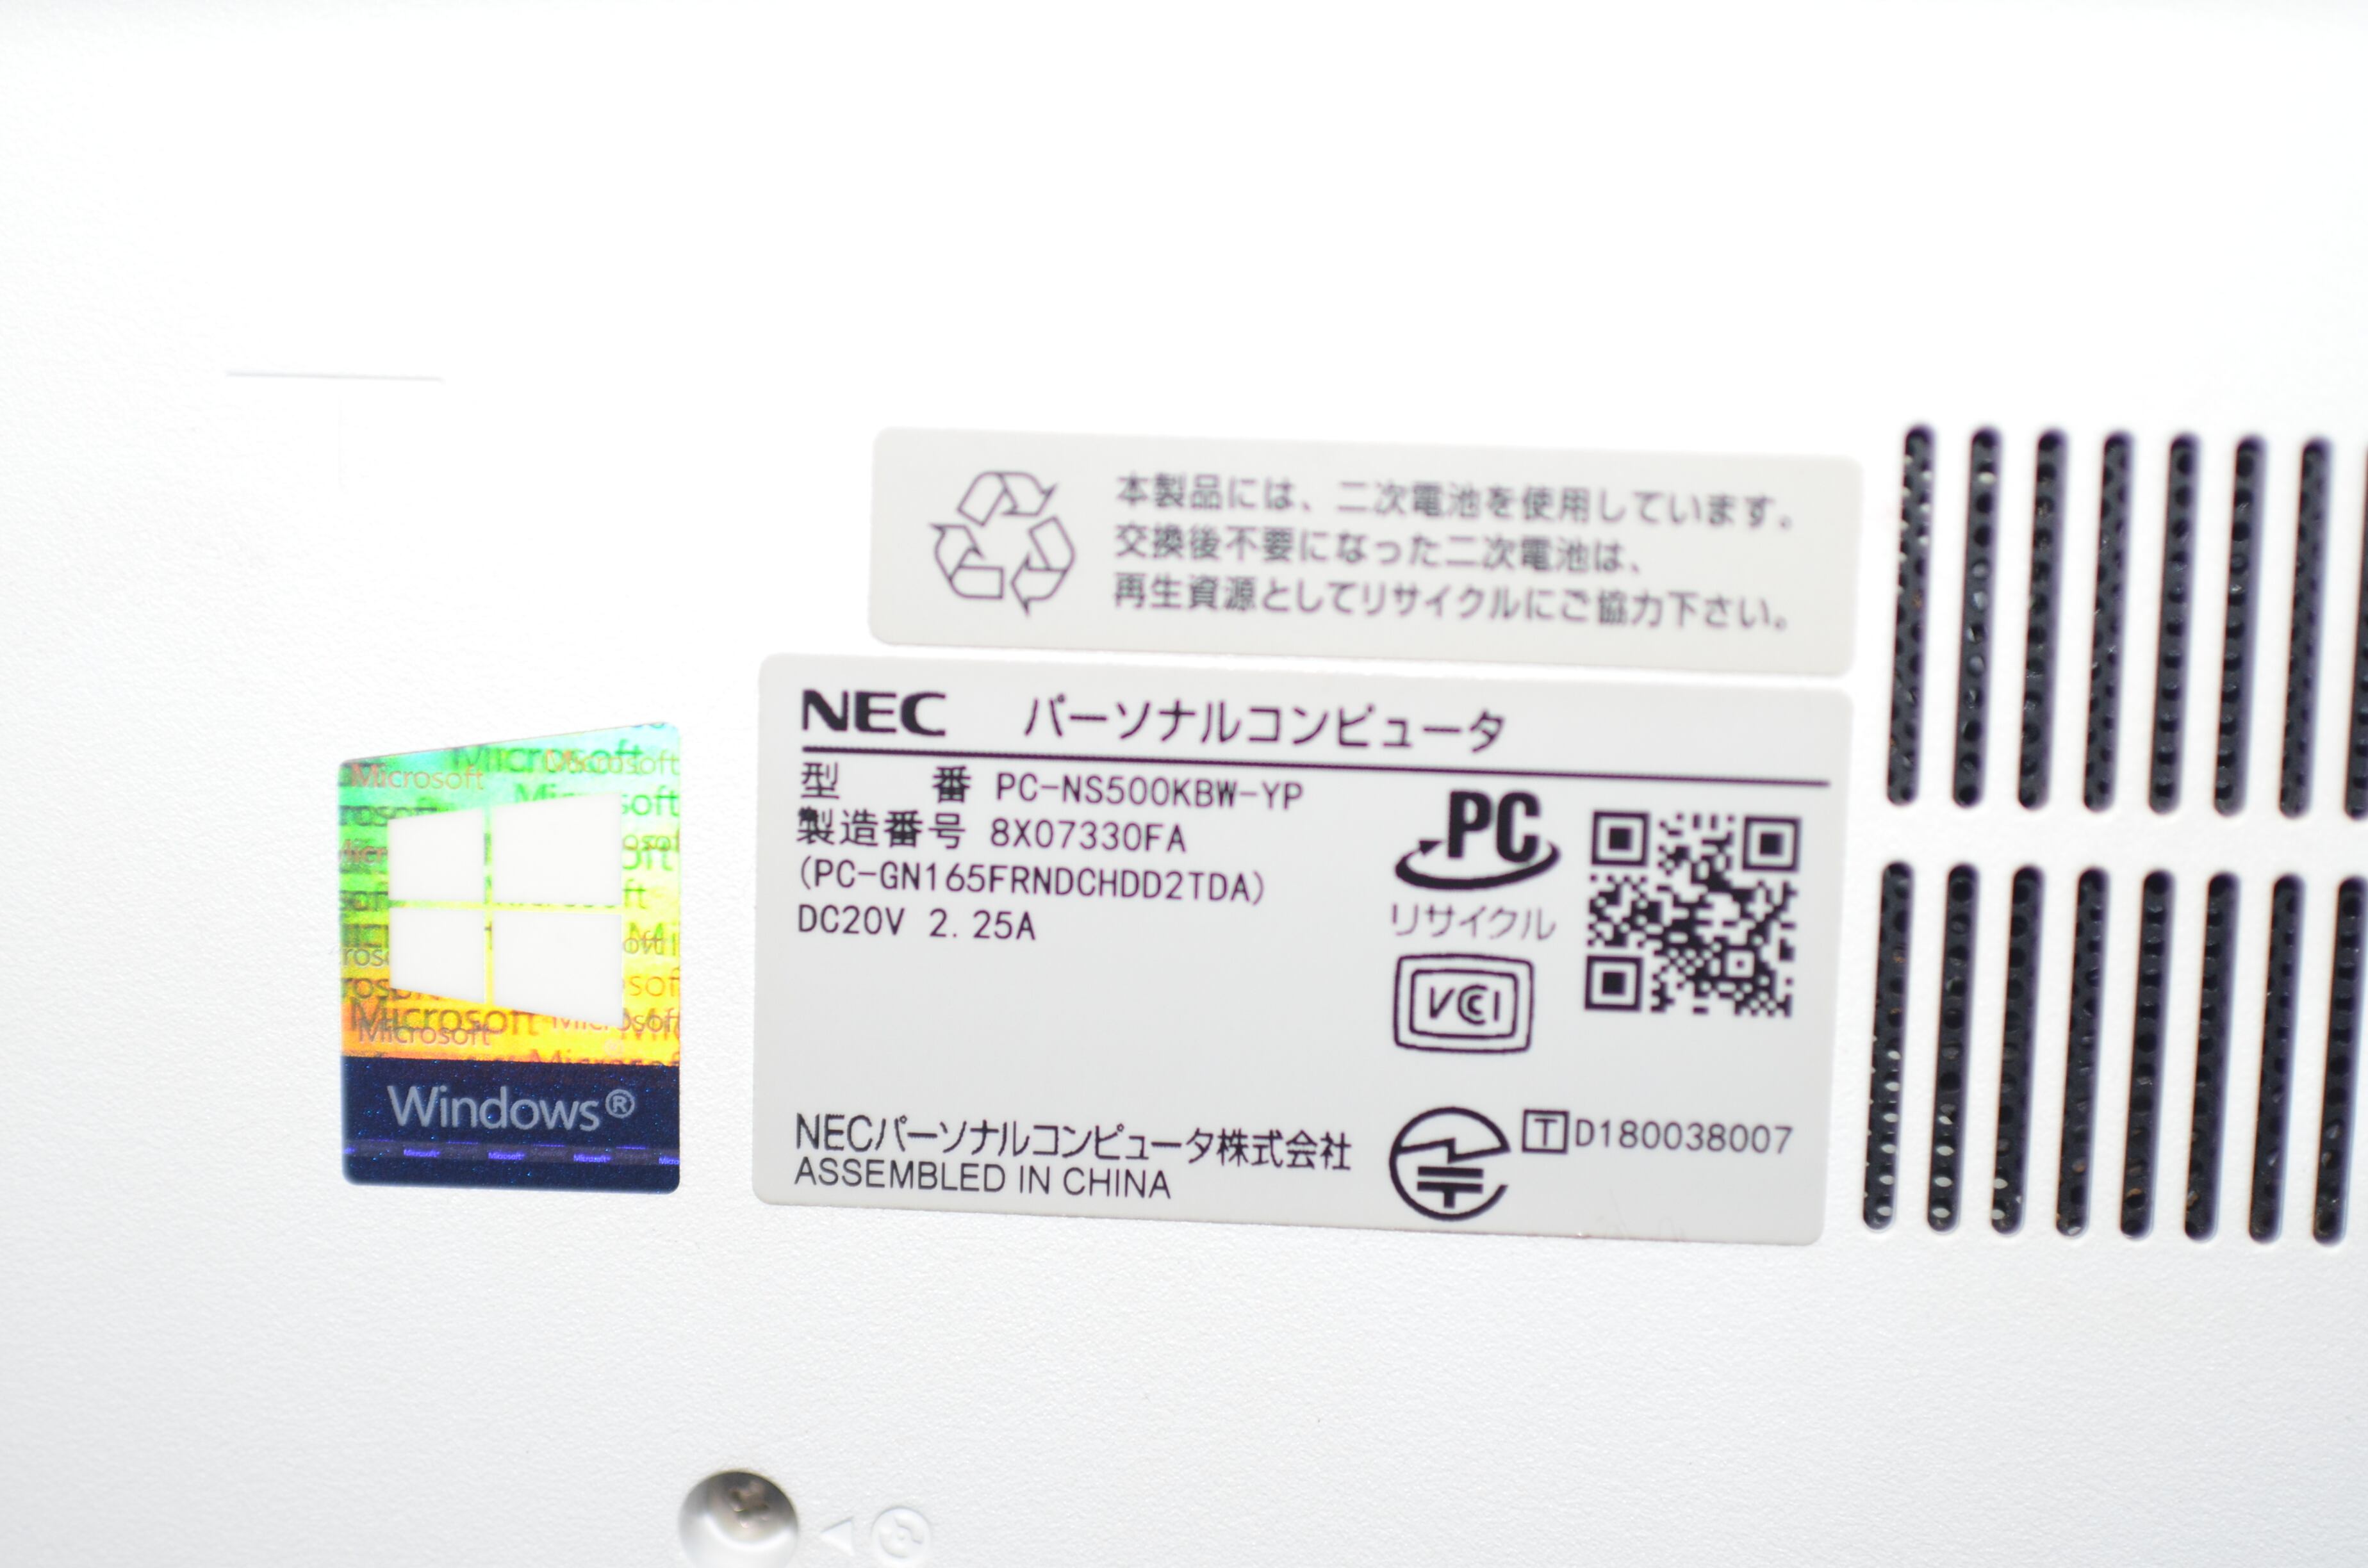 本製品には、二次電池を使用しています。
交換後不要になった二次電池は、
再生資源としてリサイクルにご協力下さい。
NEC パーソナルコンピュータ
型 番 PC-NS500KBW-YP
製造番号 8X07330FA
(PC-GN165FRNDCHDD2TDA)
DC20V 2.25A
PC
リサイクル
VCCI
NECパーソナルコンピュータ株式会社
ASSEMBLED IN CHINA
T D180038007
Microsoft
Microsoft
Microsoft
Microsoft
Windows®